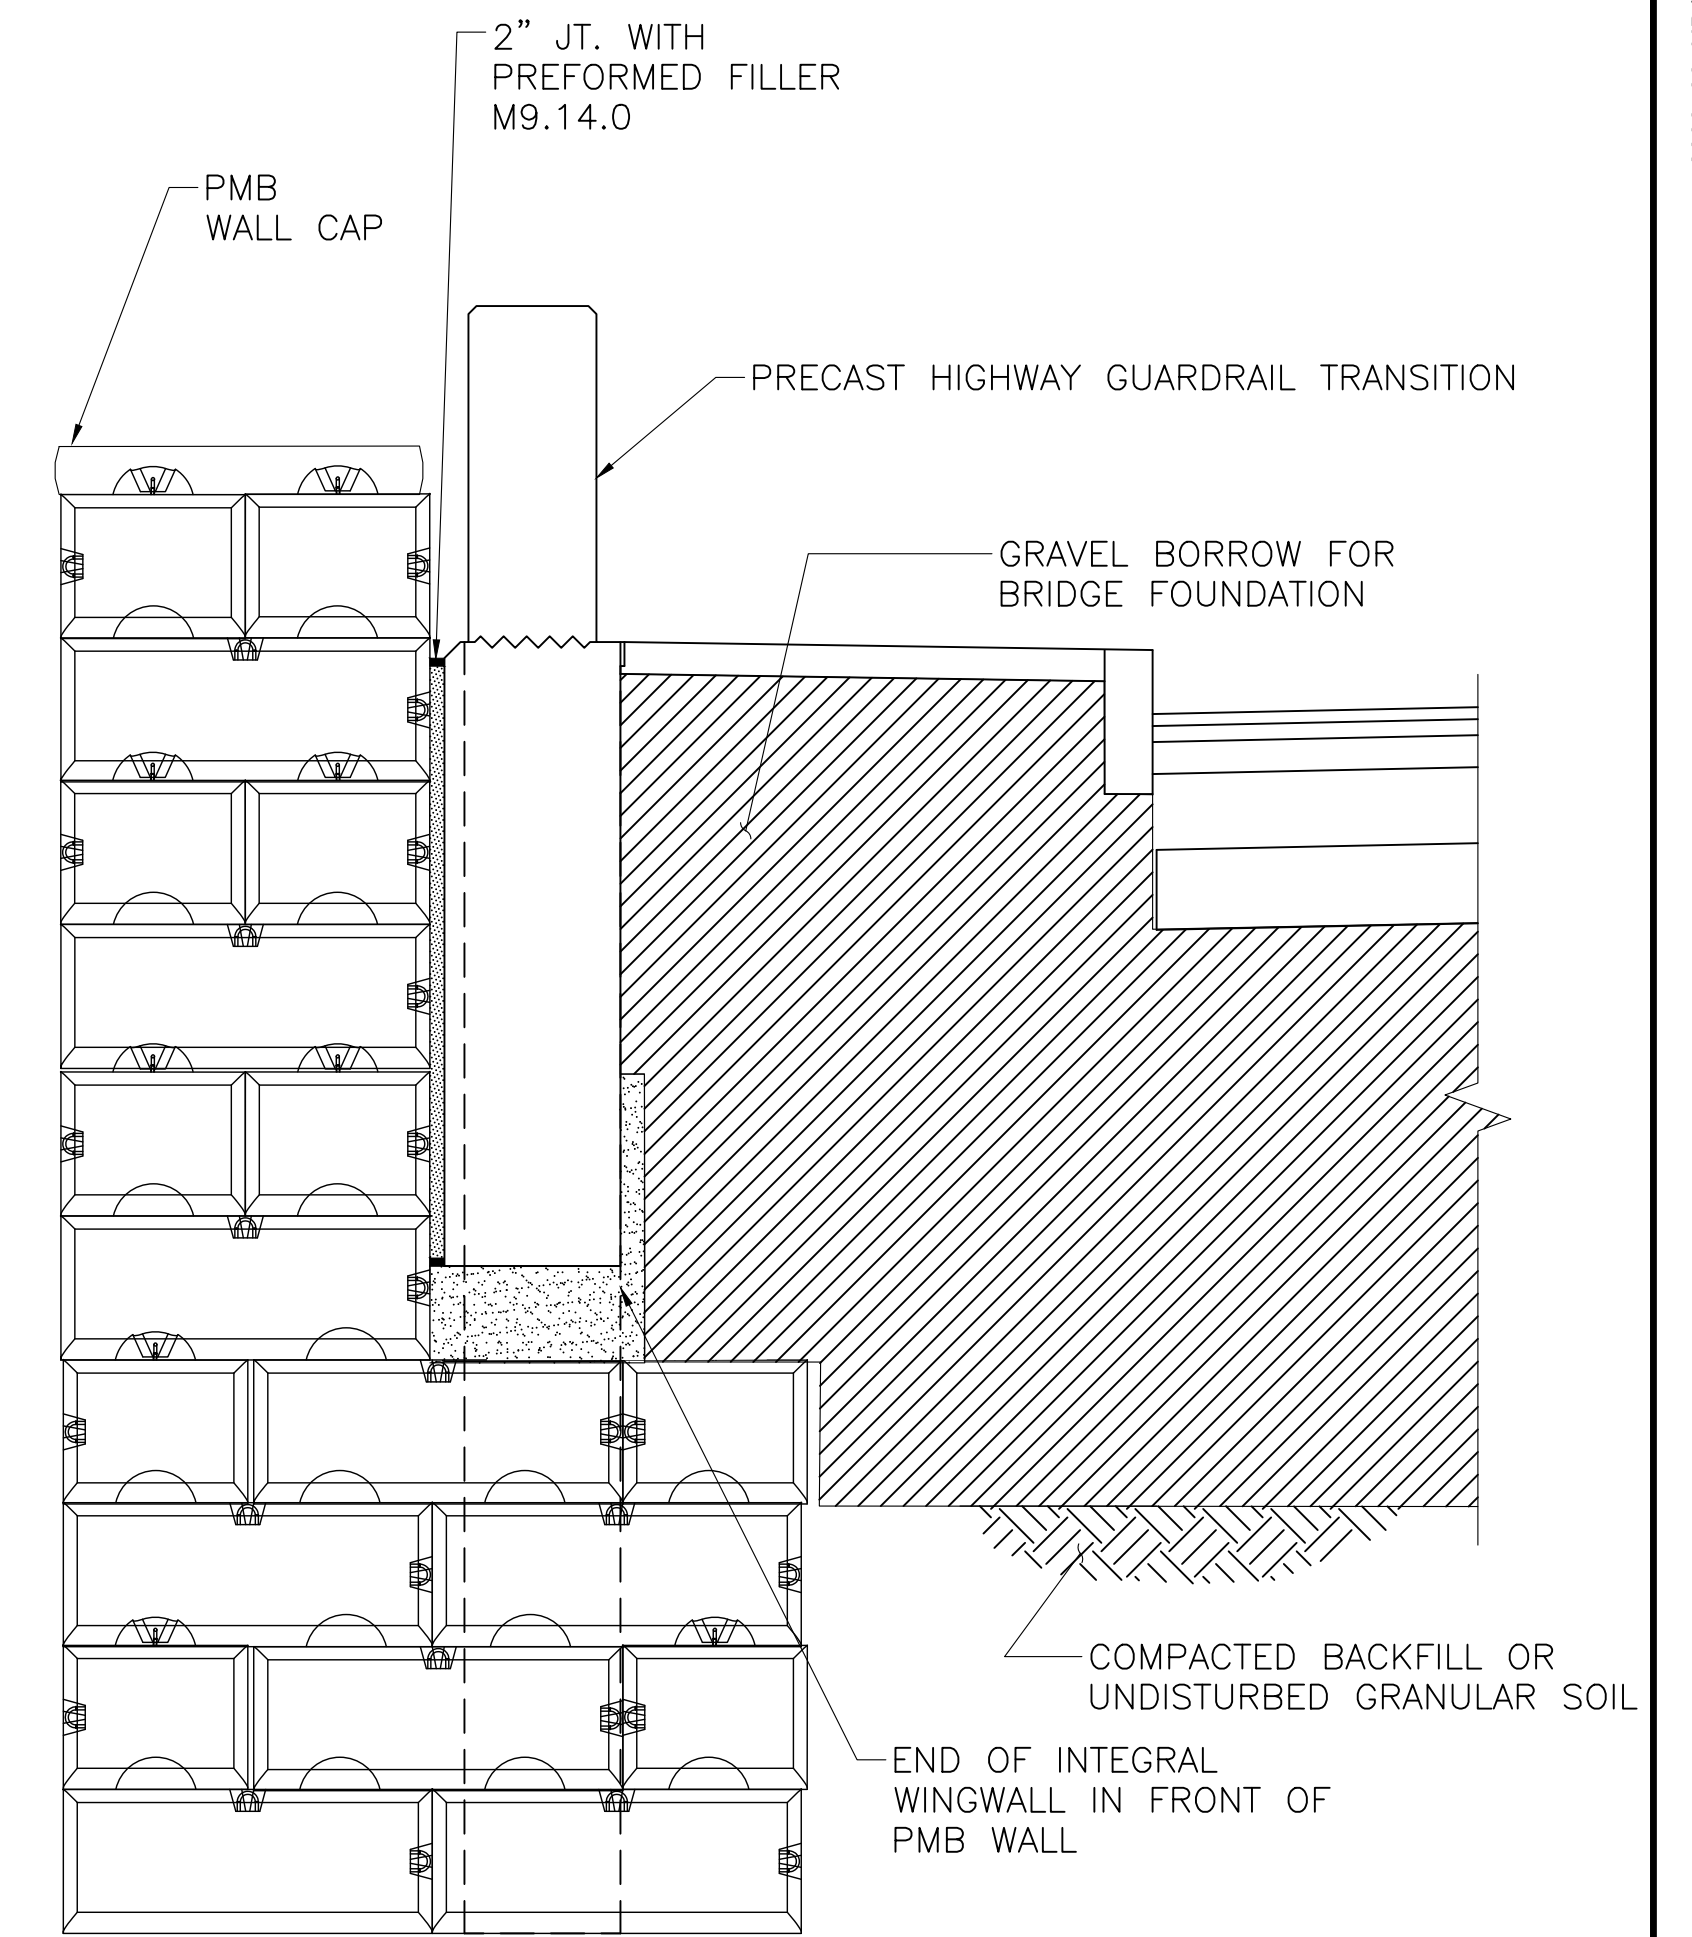 2” JT. WITH
PREFORMED FILLER
M9.14.0
PMB
WALL CAP
PRECAST HIGHWAY GUARDRAIL TRANSITION
GRAVEL BORROW FOR
BRIDGE FOUNDATION
COMPACTED BACKFILL OR
UNDISTURBED GRANULAR SOIL
END OF INTEGRAL
WINGWALL IN FRONT OF
PMB WALL